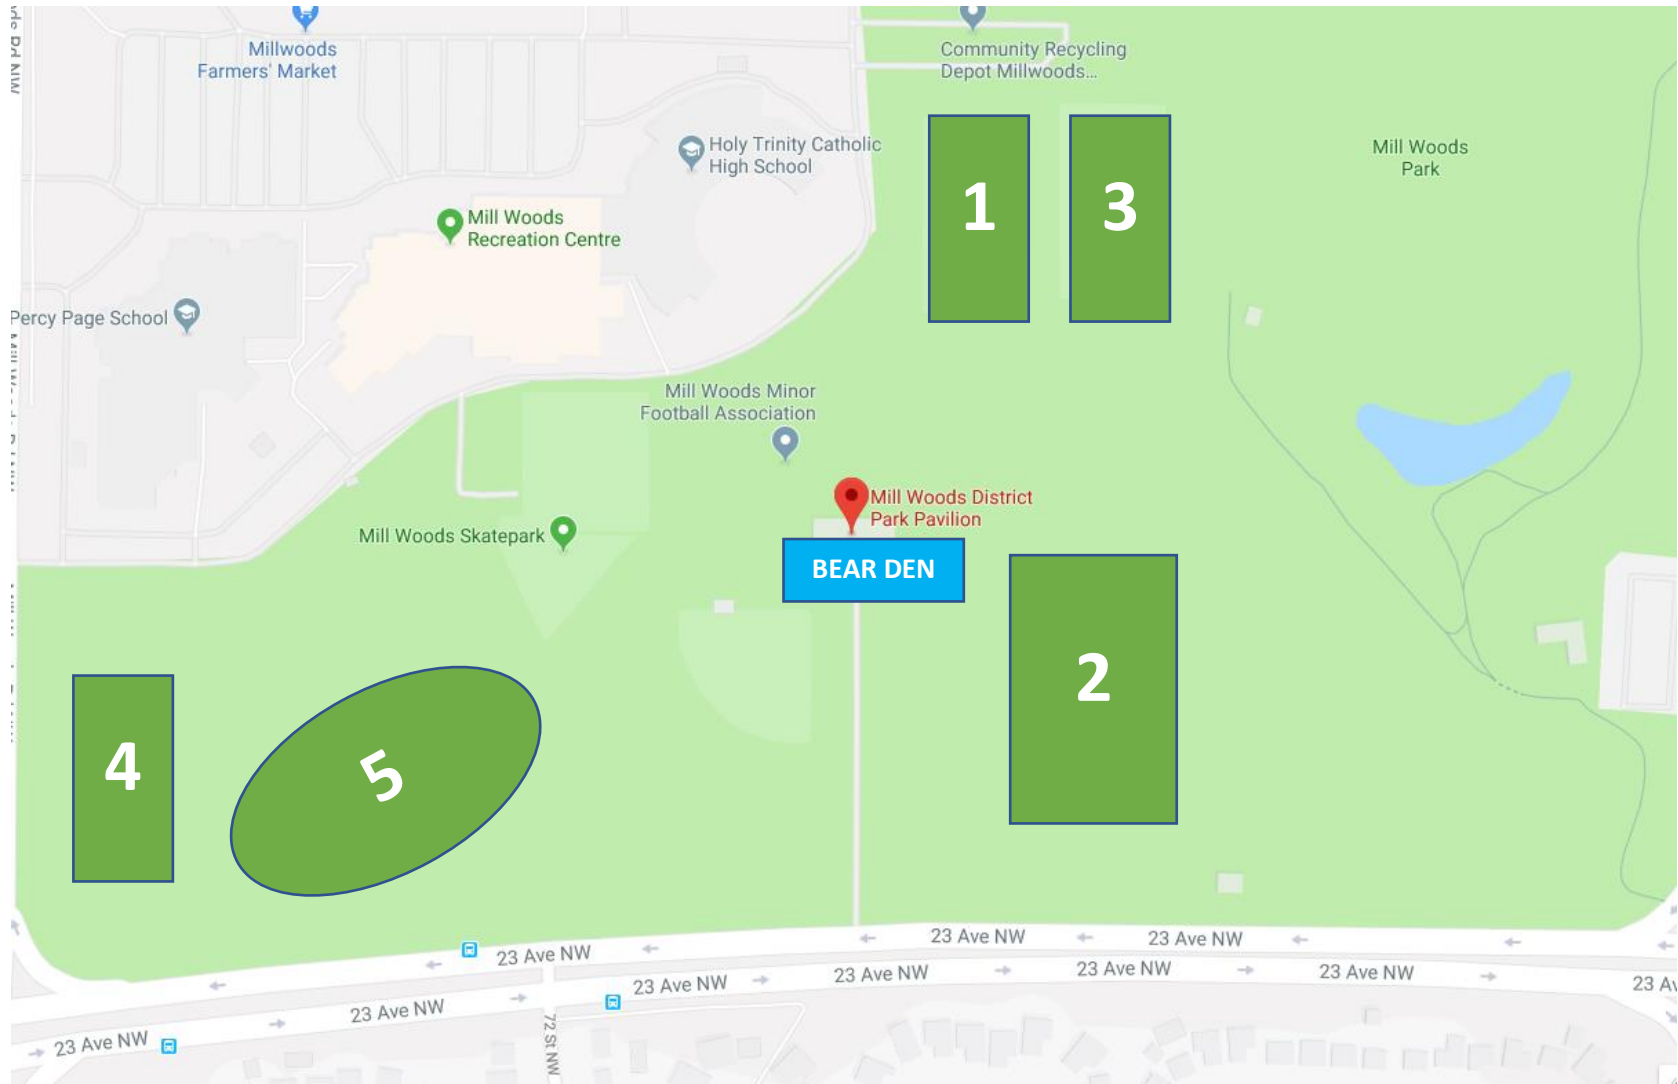 Millwoods
Farmers' Market
Community Recycling
Depot Millwoods...
Holy Trinity Catholic
High School
Mill Woods
Park
1
3
Mill Woods
Recreation Centre
Percy Page School
Mill Woods Minor
Football Association
Mill Woods District
Park Pavilion
Mill Woods Skatepark
BEAR DEN
2
4
5
23 Ave NW
23 Ave NW
23 Ave NW
23 Ave NW
23 Ave NW
23 Ave NW
23 Ave NW
23 Ave NW
23 Av
23 Ave NW
72 St NW